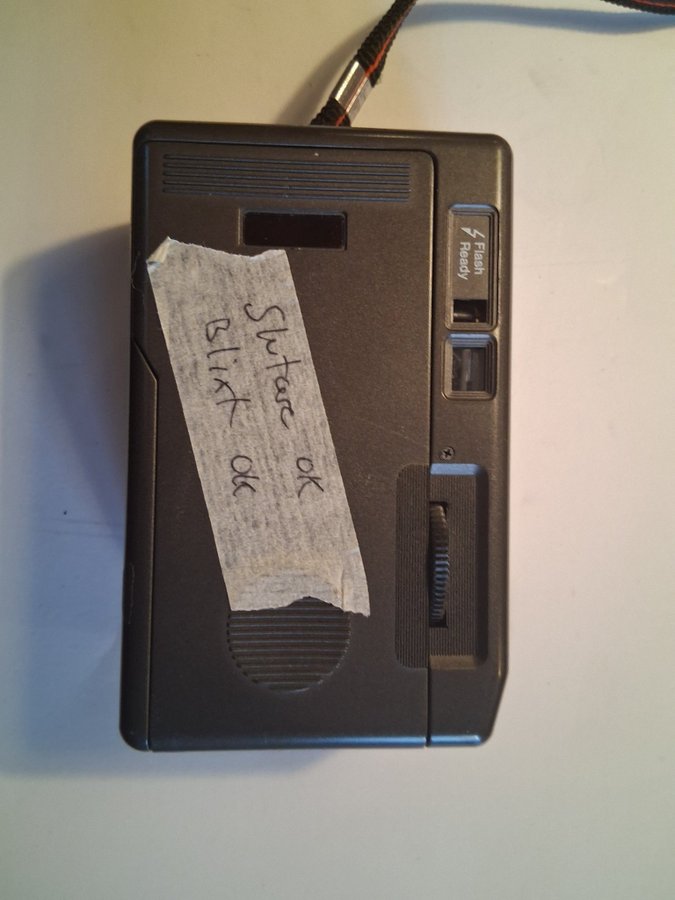 Flash
Ready
Slutare ok
Blixt ok